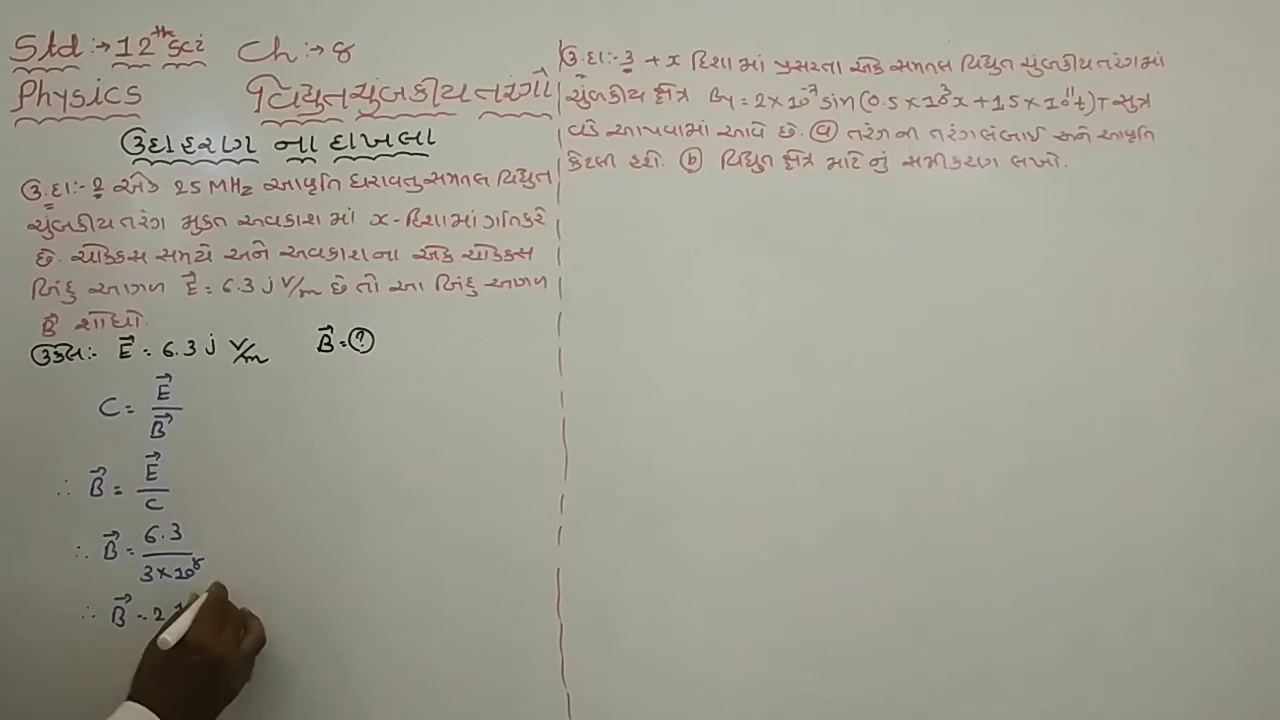 Std :→ 12th sci Ch :→ 8
Physics વિદ્યુતચુંબકીય તરંગો
ઉદાહરણ ના દાખલા
ઉ.દા:- 2 એક 25 MHz આવૃતિ ધરાવતુ સમતલ વિદ્યુત
ચુંબકીય તરંગ મુક્ત અવકાશ માં x-દિશામાં ગતિ કરે
છે. ચોક્કસ સમયે અને અવકાશના એક ચોક્કસ
બિંદુ આગળ E⃗ = 6.3 j V/m છે તો આ બિંદુ આગળ
B⃗ શોધો.
ઉકેલ:- E⃗ = 6.3 j V/m B⃗ = ?
C = E⃗ / B⃗
∴ B⃗ = E⃗ / C
∴ B⃗ = 6.3 / 3×10⁸
∴ B⃗ = 2.
ઉ.દા:- 3 +x દિશામાં પ્રસરતા એક સમતલ વિદ્યુત ચુંબકીય તરંગમાં
ચુંબકીય ક્ષેત્ર By = 2×10⁻⁷ sin(0.5×10³x+1.5×10¹¹t)T સુત્ર
વડે આપવામાં આવે છે. (a) તરંગની તરંગલંબાઈ અને આવૃતિ
કેટલી હશે. (b) વિદ્યુત ક્ષેત્ર માટેનું સમીકરણ લખો.